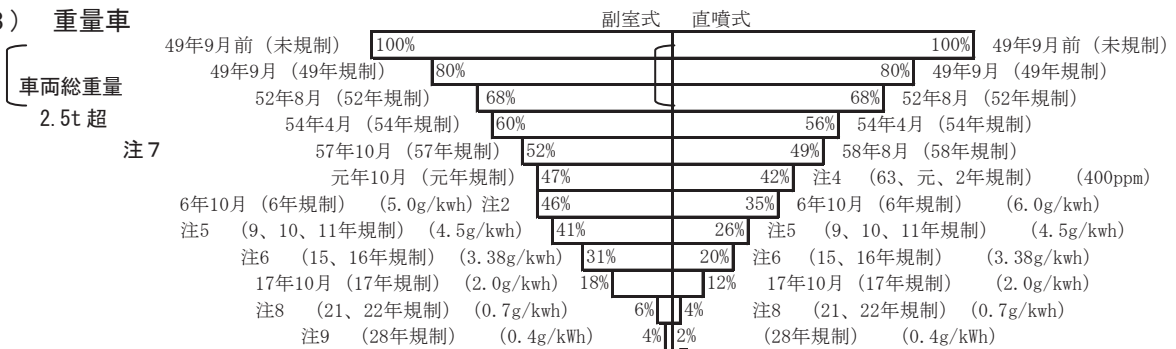 3) 重量車
副室式 直噴式
49年9月前 (未規制) 100% 100% 49年9月前 (未規制)
49年9月 (49年規制) 80% 80% 49年9月 (49年規制)
車両総重量
52年8月 (52年規制) 68% 68% 52年8月 (52年規制)
2.5t 超
54年4月 (54年規制) 60% 56% 54年4月 (54年規制)
注7
57年10月 (57年規制) 52% 49% 58年8月 (58年規制)
元年10月 (元年規制) 47% 42% 注4 (63、元、2年規制) (400ppm)
6年10月 (6年規制) (5.0g/kwh) 注2 46% 35% 6年10月 (6年規制) (6.0g/kwh)
注5 (9、10、11年規制) (4.5g/kwh) 41% 26% 注5 (9、10、11年規制) (4.5g/kwh)
注6 (15、16年規制) (3.38g/kwh) 31% 20% 注6 (15、16年規制) (3.38g/kwh)
17年10月 (17年規制) (2.0g/kwh) 18% 12% 17年10月 (17年規制) (2.0g/kwh)
注8 (21、22年規制) (0.7g/kwh) 6% 4% 注8 (21、22年規制) (0.7g/kwh)
注9 (28年規制) (0.4g/kWh) 4% 2% (28年規制) (0.4g/kWh)